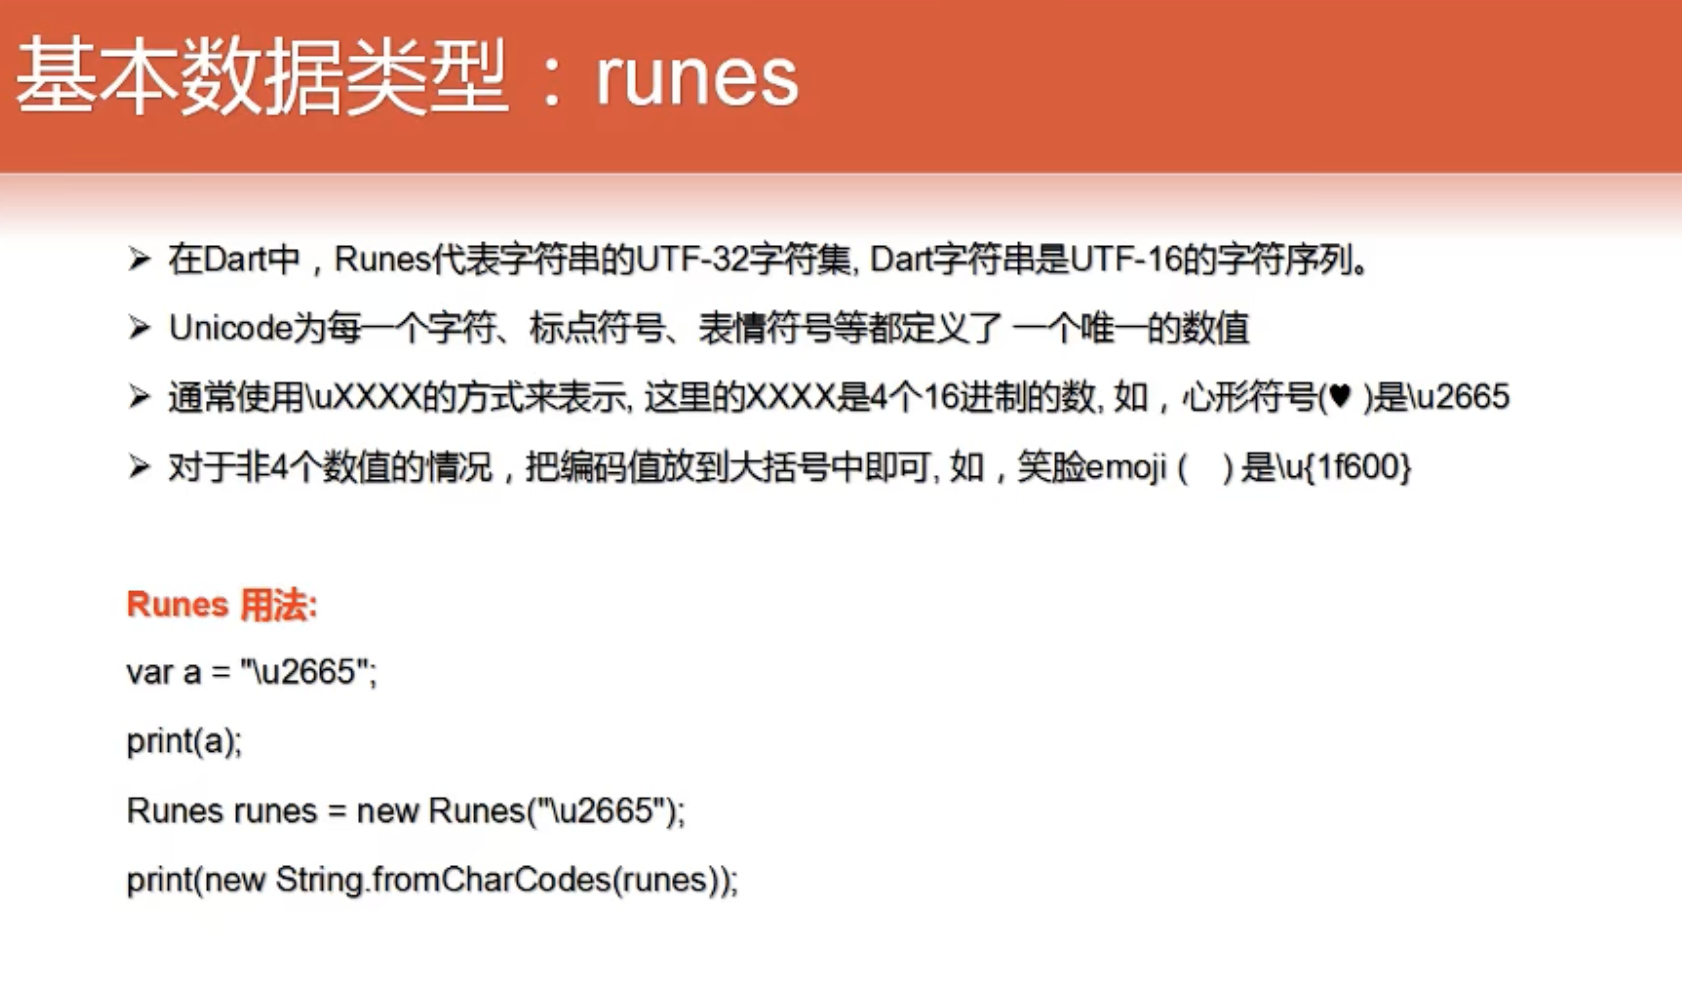 基本数据类型：runes
➢ 在Dart中，Runes代表字符串的UTF-32字符集, Dart字符串是UTF-16的字符序列。
➢ Unicode为每一个字符、标点符号、表情符号等都定义了 一个唯一的数值
➢ 通常使用\uXXXX的方式来表示, 这里的XXXX是4个16进制的数, 如，心形符号(♥ )是\u2665
➢ 对于非4个数值的情况，把编码值放到大括号中即可, 如，笑脸emoji (   ) 是\u{1f600}
Runes 用法:
var a = "\u2665";
print(a);
Runes runes = new Runes("\u2665");
print(new String.fromCharCodes(runes));